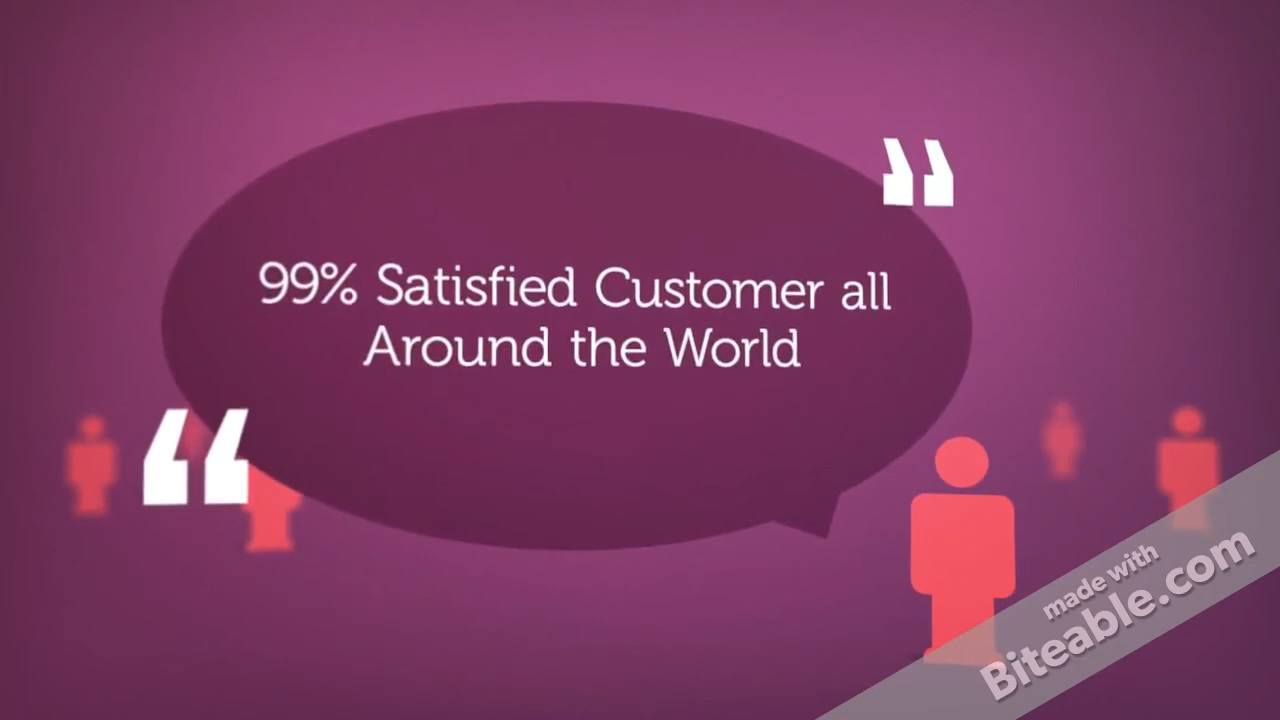 “
99% Satisfied Customer all
Around the World
”
made with
Biteable.com